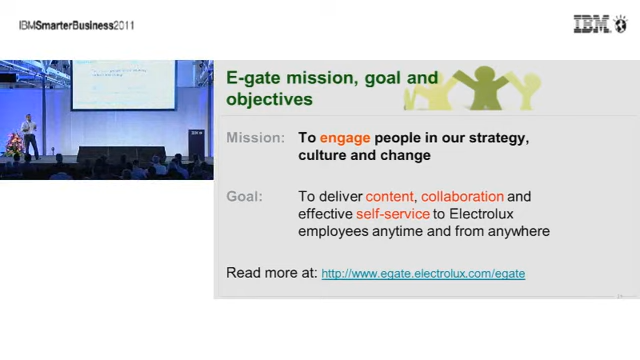 IBMSmarterBusiness2011
IBM
E-gate mission, goal and
objectives
Mission: To engage people in our strategy,
culture and change
Goal: To deliver content, collaboration and
effective self-service to Electrolux
employees anytime and from anywhere
Read more at: http://www.egate.electrolux.com/egate